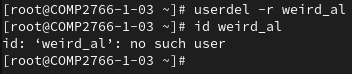 [root@COMP2766-1-03 ~]# userdel -r weird_al
[root@COMP2766-1-03 ~]# id weird_al
id: ‘weird_al’: no such user
[root@COMP2766-1-03 ~]#